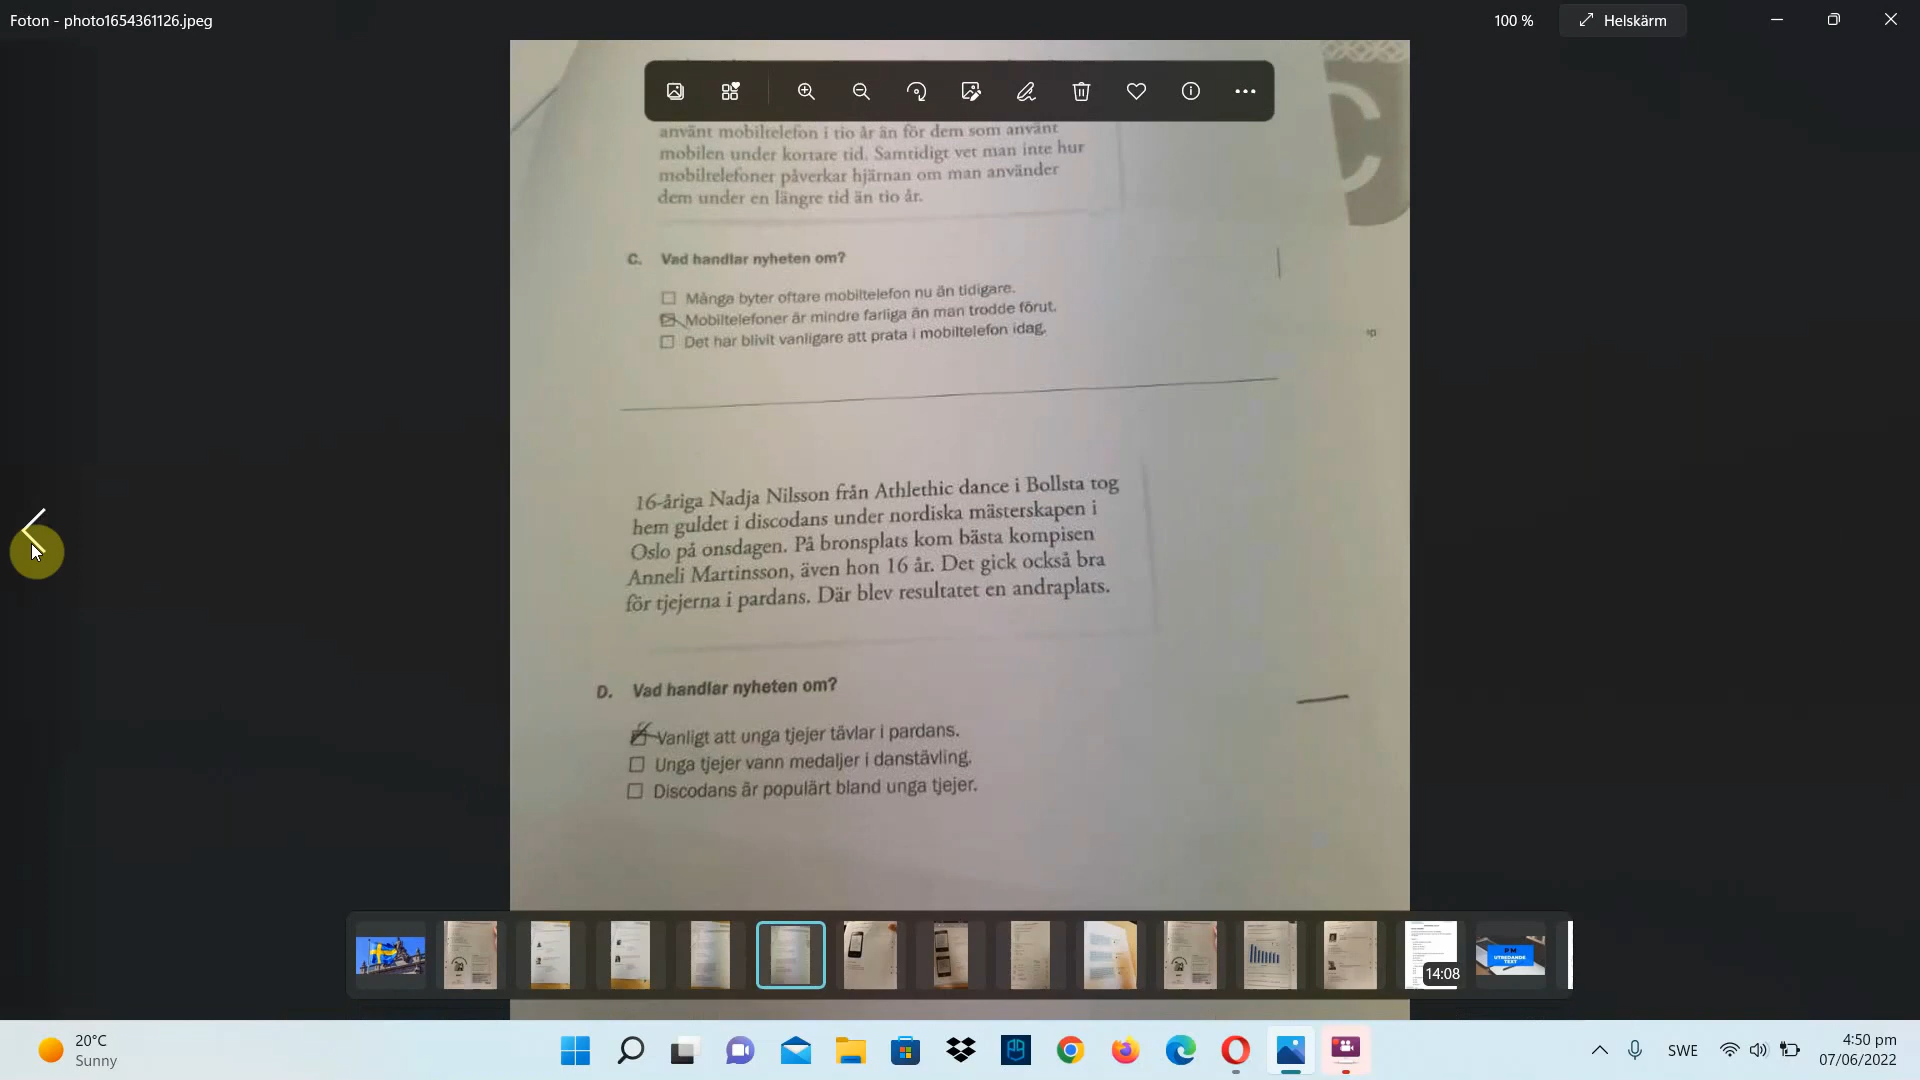 Foton - photo1654361126.jpeg
100 %
Helskärm
använt mobiltelefon i tio år än för dem som använt
mobilen under kortare tid. Samtidigt vet man inte hur
mobiltelefoner påverkar hjärnan om man använder
dem under en längre tid än tio år.
C. Vad handlar nyheten om?
Många byter oftare mobiltelefon nu än tidigare.
Mobiltelefoner är mindre farliga än man trodde förut.
Det har blivit vanligare att prata i mobiltelefon idag.
16-åriga Nadja Nilsson från Athlethic dance i Bollsta tog
hem guldet i discodans under nordiska mästerskapen i
Oslo på onsdagen. På bronsplats kom bästa kompisen
Anneli Martinsson, även hon 16 år. Det gick också bra
för tjejerna i pardans. Där blev resultatet en andraplats.
D. Vad handlar nyheten om?
Vanligt att unga tjejer tävlar i pardans.
Unga tjejer vann medaljer i danstävling.
Discodans är populärt bland unga tjejer.
14:08
UTREDANDE
TEXT
20°C
Sunny
SWE
4:50 pm
07/06/2022